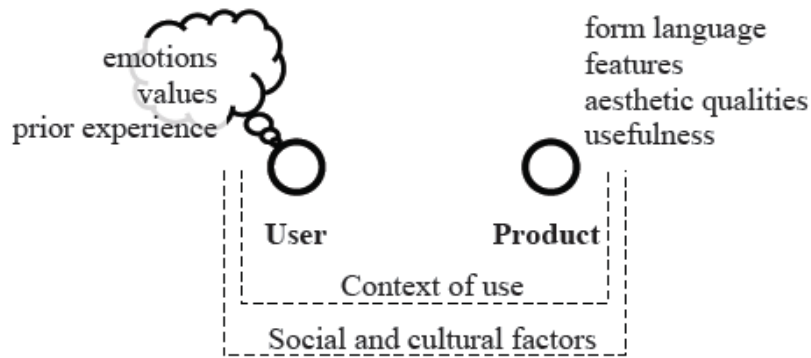 emotions
values
prior experience
form language
features
aesthetic qualities
usefulness
User
Product
Context of use
Social and cultural factors